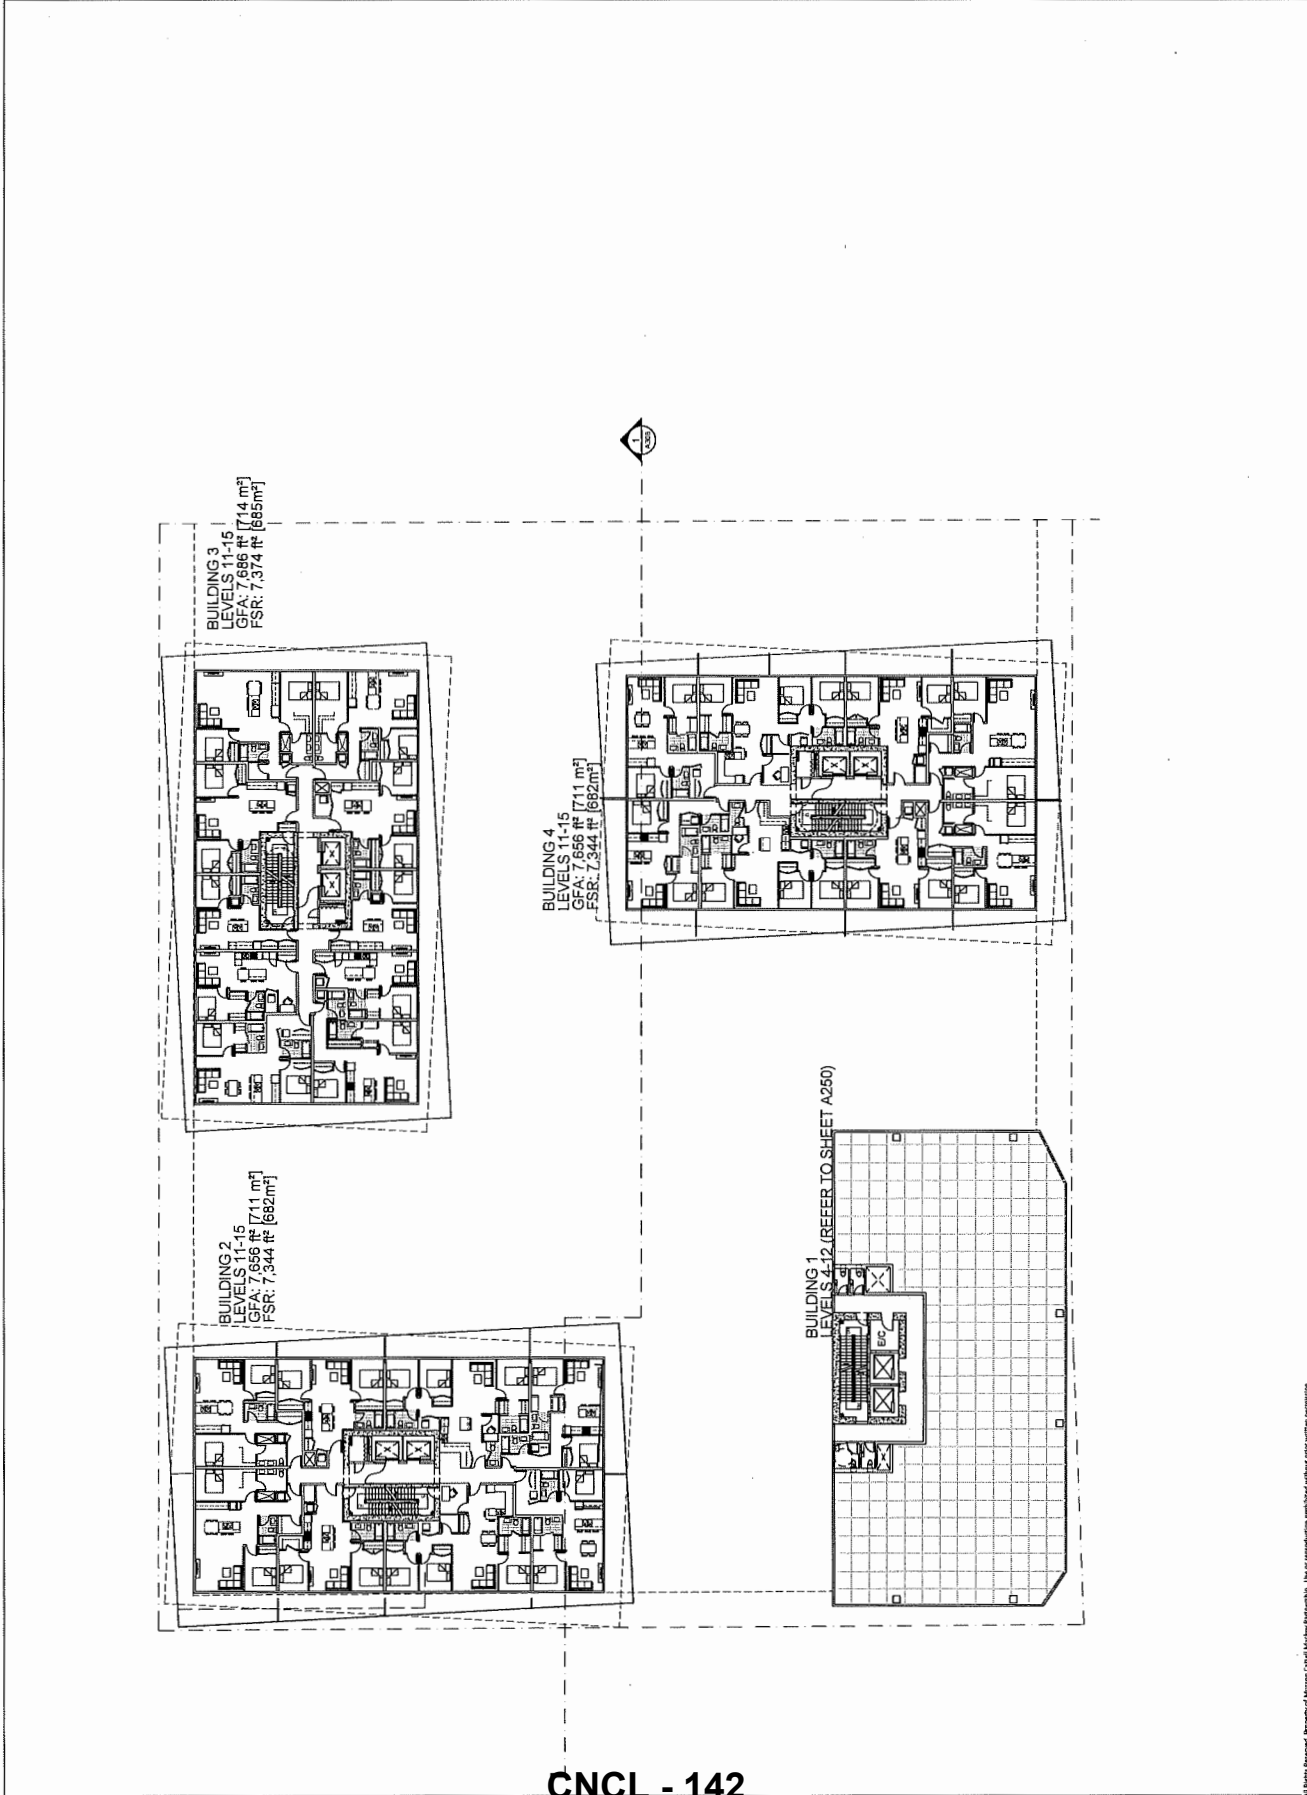 BUILDING 3
LEVELS 11-15
GFA: 7,686 ft² [714 m²]
FSR: 7,374 ft² [685m²]
1
A303
BUILDING 4
LEVELS 11-15
GFA: 7,656 ft² [711 m²]
FSR: 7,344 ft² [682m²]
BUILDING 2
LEVELS 11-15
GFA: 7,656 ft² [711 m²]
FSR: 7,344 ft² [682m²]
BUILDING 1
LEVELS 4-12 (REFER TO SHEET A250)
E/C
CNCL - 142